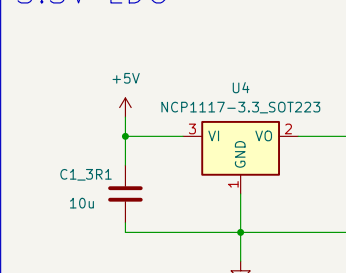 +5V
U4
NCP1117-3.3_SOT223
3 VI VO 2
GND
1
C1_3R1
10u